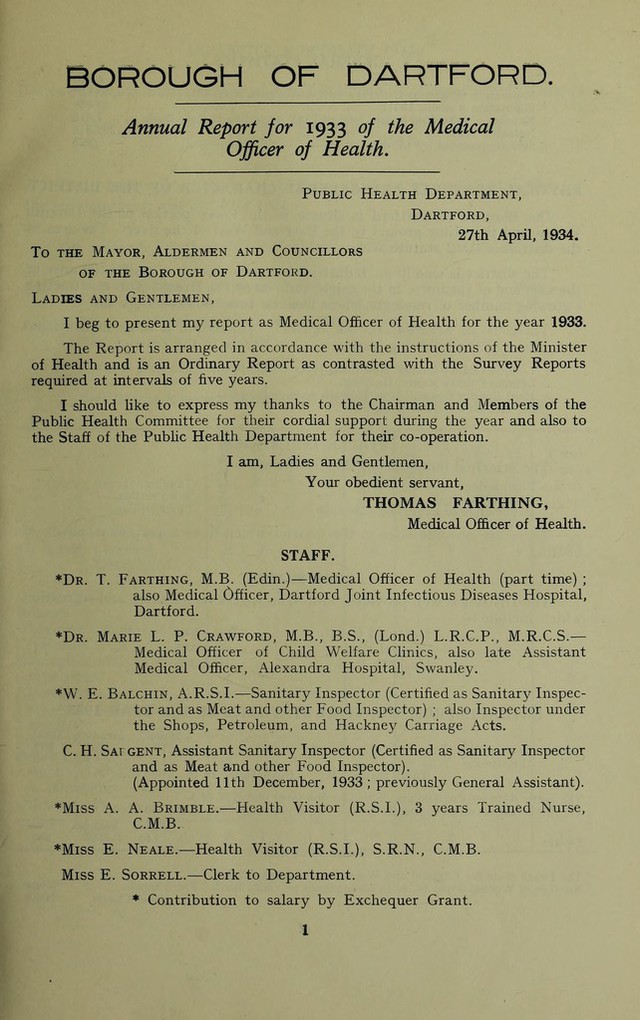 BOROUGH OF DARTFORD.
Annual Report for 1933 of the Medical
Officer of Health.
PUBLIC HEALTH DEPARTMENT,
DARTFORD,
27th April, 1934.
TO THE MAYOR, ALDERMEN AND COUNCILLORS
OF THE BOROUGH OF DARTFORD.
LADIES AND GENTLEMEN,
I beg to present my report as Medical Officer of Health for the year 1933.
The Report is arranged in accordance with the instructions of the Minister
of Health and is an Ordinary Report as contrasted with the Survey Reports
required at intervals of five years.
I should like to express my thanks to the Chairman and Members of the
Public Health Committee for their cordial support during the year and also to
the Staff of the Public Health Department for their co-operation.
I am, Ladies and Gentlemen,
Your obedient servant,
THOMAS FARTHING,
Medical Officer of Health.
STAFF.
*DR. T. FARTHING, M.B. (Edin.)—Medical Officer of Health (part time) ;
also Medical Officer, Dartford Joint Infectious Diseases Hospital,
Dartford.
*DR. MARIE L. P. CRAWFORD, M.B., B.S., (Lond.) L.R.C.P., M.R.C.S.—
Medical Officer of Child Welfare Clinics, also late Assistant
Medical Officer, Alexandra Hospital, Swanley.
*W. E. BALCHIN, A.R.S.I.—Sanitary Inspector (Certified as Sanitary Inspec-
tor and as Meat and other Food Inspector) ; also Inspector under
the Shops, Petroleum, and Hackney Carriage Acts.
C. H. SARGENT, Assistant Sanitary Inspector (Certified as Sanitary Inspector
and as Meat and other Food Inspector).
(Appointed 11th December, 1933 ; previously General Assistant).
*MISS A. A. BRIMBLE.—Health Visitor (R.S.I.), 3 years Trained Nurse,
C.M.B.
*MISS E. NEALE.—Health Visitor (R.S.I.), S.R.N., C.M.B.
MISS E. SORRELL.—Clerk to Department.
* Contribution to salary by Exchequer Grant.
1